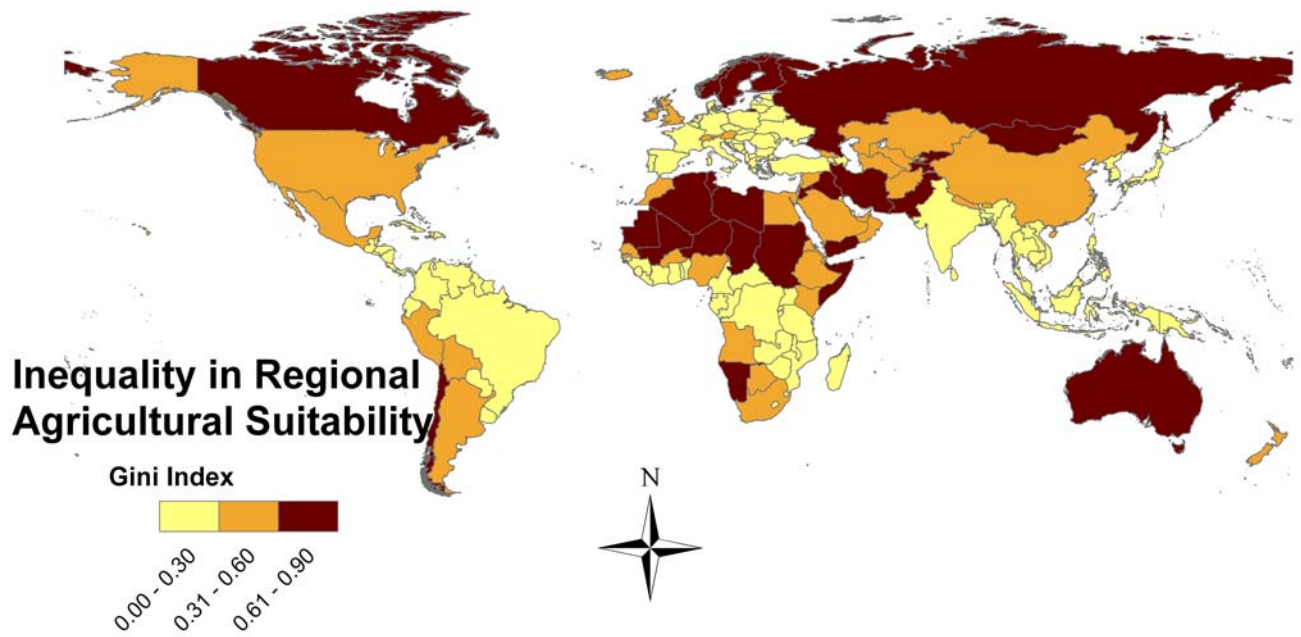 Inequality in Regional
Agricultural Suitability
Gini Index
0.00 - 0.30
0.31 - 0.60
0.61 - 0.90
N